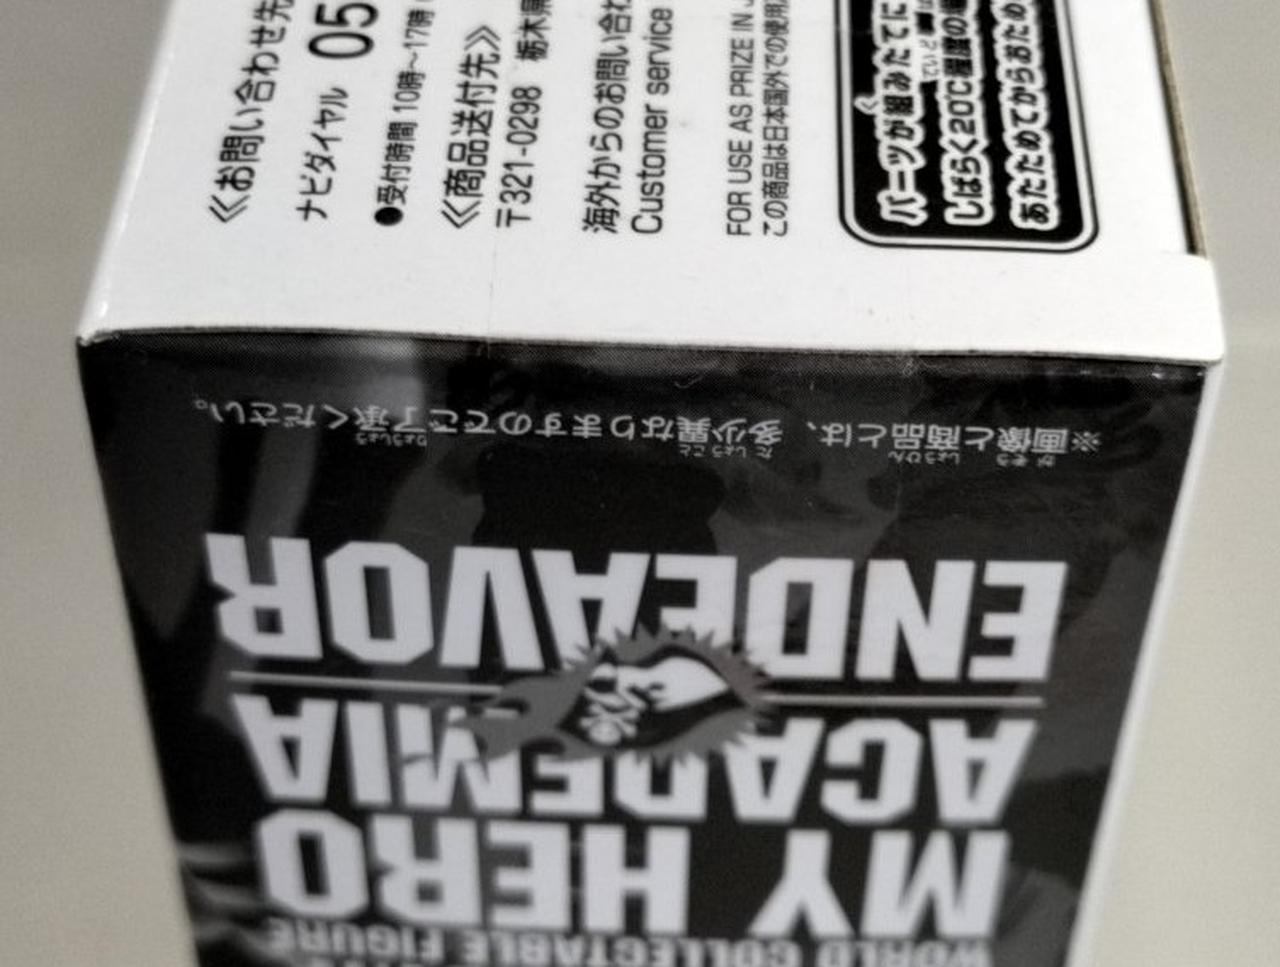 《お問い合わせ先
ナビダイヤル 05
●受付時間 10時～17時
《商品送付先》
〒321-0298 栃木県
海外からのお問い合わ
Customer service
FOR USE AS PRIZE IN J
この商品は日本国外での使用
パーツが組みたてに
しばらく20℃程度の
あたためてからおため
WORLD COLLECTABLE FIGURE
MY HERO
ACADEMIA
ENDEAVOR
※画像と商品とは、多少異なりますのでご了承ください。